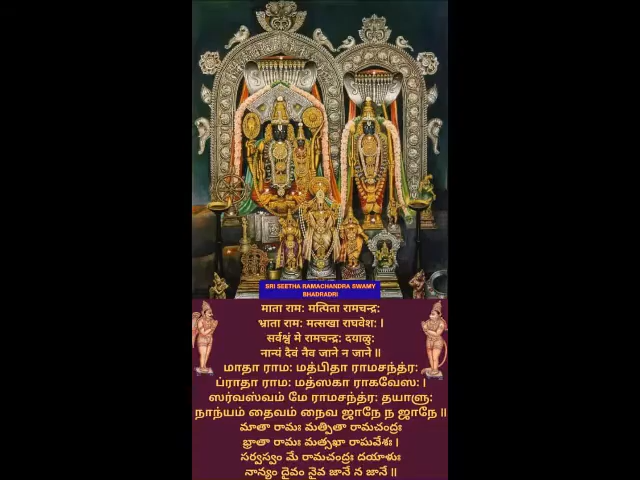 SRI SEETHA RAMACHANDRA SWAMY
BHADRADRI
माता राम: मत्पिता रामचन्द्र:
भ्राता राम: मत्सखा राघवेश: ।
सर्वश्वं मे रामचन्द्र: दयाळु:
नान्यं दैवं नैव जाने न जाने ॥
மாதா ராம: மத்பிதா ராமசந்த்ர:
ப்ராதா ராம: மத்ஸகா ராகவேஸ: ।
ஸர்வஸ்வம் மே ராமசந்த்ர: தயாளு:
நாந்யம் தைவம் நைவ ஜாநே ந ஜாநே ॥
మాతా రామః మత్పితా రామచంద్రః
భ్రాతా రామః మత్సఖా రాఘవేశః ।
సర్వస్వం మే రామచంద్రః దయాళుః
నాన్యం దైవం నైవ జానే న జానే ॥